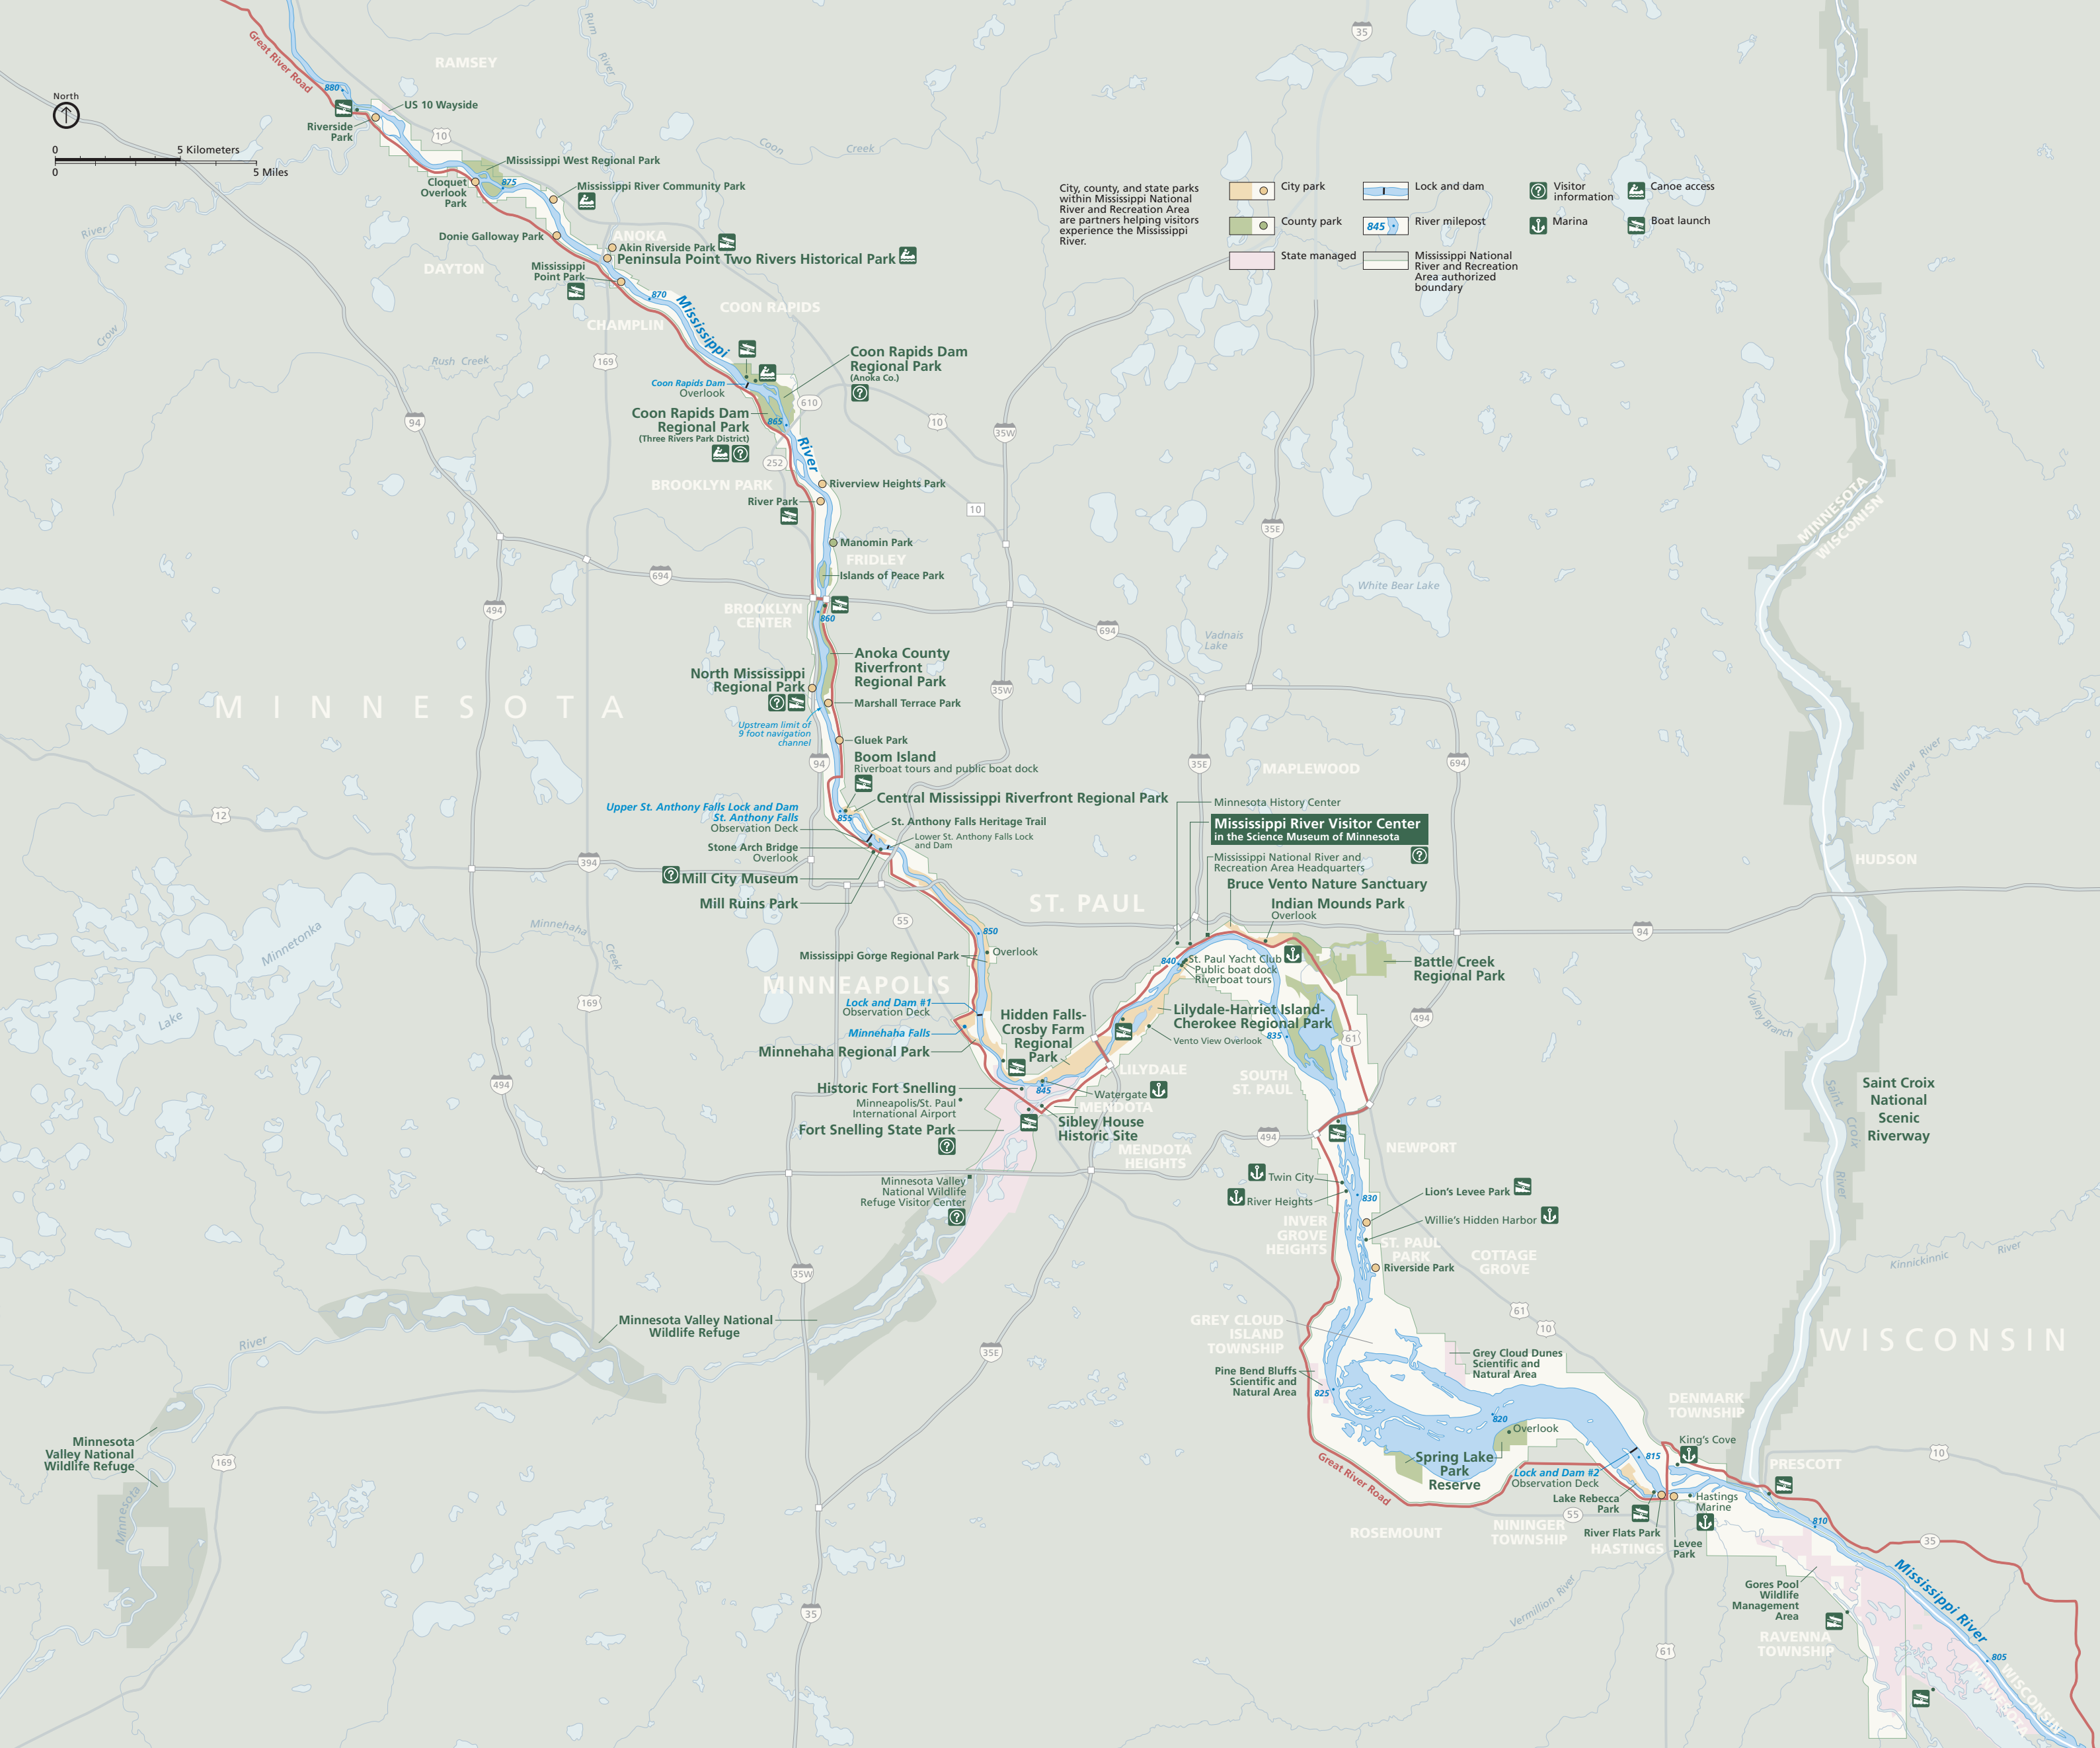 Great River Road
880
RAMSEY
Rum
River
35
North
0
5 Kilometers
0
5 Miles
US 10 Wayside
Riverside
Park
10
Coon
Creek
Mississippi West Regional Park
Cloquet
Overlook
Park
875
Mississippi River Community Park
River
Crow
Donie Galloway Park
ANOKA
Akin Riverside Park
Peninsula Point Two Rivers Historical Park
DAYTON
Mississippi
Point Park
870
Mississippi
COON RAPIDS
CHAMPLIN
City, county, and state parks
within Mississippi National
River and Recreation Area
are partners helping visitors
experience the Mississippi
River.
City park
County park
State managed
Lock and dam
845
River milepost
Mississippi National
River and Recreation
Area authorized
boundary
Visitor
information
Marina
Canoe access
Boat launch
Rush Creek
169
Coon Rapids Dam
Regional Park
(Anoka Co.)
Coon Rapids Dam
Overlook
610
Coon Rapids Dam
Regional Park
(Three Rivers Park District)
865
94
10
35W
River
252
BROOKLYN PARK
Riverview Heights Park
River Park
10
35E
MINNESOTA
WISCONSIN
Manomin Park
FRIDLEY
Islands of Peace Park
694
494
BROOKLYN
CENTER
860
White Bear Lake
694
Vadnais
Lake
Anoka County
Riverfront
Regional Park
North Mississippi
Regional Park
35W
MINNESOTA
Marshall Terrace Park
Upstream limit of
9 foot navigation
channel
Gluek Park
Boom Island
Riverboat tours and public boat dock
94
35E
MAPLEWOOD
694
Willow River
Central Mississippi Riverfront Regional Park
Upper St. Anthony Falls Lock and Dam
St. Anthony Falls
Observation Deck
855
St. Anthony Falls Heritage Trail
Lower St. Anthony Falls Lock
and Dam
Stone Arch Bridge
Overlook
12
394
Mill City Museum
Mill Ruins Park
Minnesota History Center
Mississippi River Visitor Center
in the Science Museum of Minnesota
Mississippi National River and
Recreation Area Headquarters
HUDSON
Bruce Vento Nature Sanctuary
Indian Mounds Park
Overlook
ST. PAUL
55
850
94
Minnehaha
Creek
Minnetonka
Lake
Mississippi Gorge Regional Park
Overlook
840
St. Paul Yacht Club
Public boat dock
Riverboat tours
Battle Creek
Regional Park
MINNEAPOLIS
169
Lock and Dam #1
Observation Deck
Minnehaha Falls
Minnehaha Regional Park
Hidden Falls-
Crosby Farm
Regional
Park
Lilydale-Harriet Island-
Cherokee Regional Park
Vento View Overlook
835
61
494
Valley Branch
LILYDALE
SOUTH
ST. PAUL
494
Historic Fort Snelling
Minneapolis/St. Paul
International Airport
845
Watergate
MENDOTA
Fort Snelling State Park
Sibley House
Historic Site
MENDOTA
HEIGHTS
494
NEWPORT
Saint Croix
National
Scenic
Riverway
Saint
Croix
River
Minnesota Valley
National Wildlife
Refuge Visitor Center
Twin City
River Heights
830
Lion's Levee Park
Willie's Hidden Harbor
INVER
GROVE
HEIGHTS
ST. PAUL
PARK
COTTAGE
GROVE
Riverside Park
Kinnickinnic
River
35W
Minnesota Valley National
Wildlife Refuge
River
35E
GREY CLOUD
ISLAND
TOWNSHIP
61
10
WISCONSIN
Grey Cloud Dunes
Scientific and
Natural Area
Pine Bend Bluffs
Scientific and
Natural Area
825
820
Overlook
DENMARK
TOWNSHIP
King's Cove
815
10
PRESCOTT
Minnesota
Valley National
Wildlife Refuge
169
Minnesota
Great River Road
Spring Lake
Park
Reserve
Lock and Dam #2
Observation Deck
Lake Rebecca
Park
Hastings
Marine
55
River Flats Park
Levee
Park
ROSEMOUNT
NININGER
TOWNSHIP
HASTINGS
810
35
Mississippi River
Vermillion River
Gores Pool
Wildlife
Management
Area
35
61
RAVENNA
TOWNSHIP
805
WISCONSIN
MINNESOTA